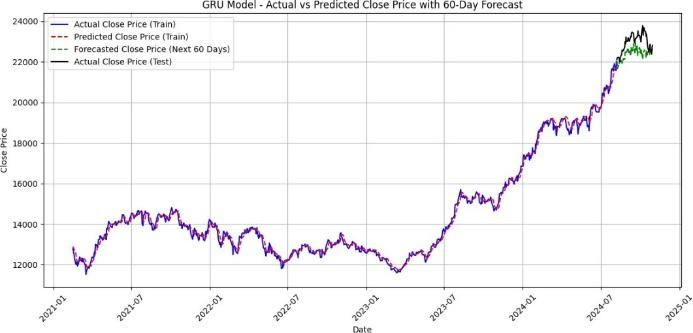 GRU Model - Actual vs Predicted Close Price with 60-Day Forecast
24000
22000
20000
18000
16000
14000
12000
Close Price
Actual Close Price (Train)
Predicted Close Price (Train)
Forecasted Close Price (Next 60 Days)
Actual Close Price (Test)
2021-01
2021-07
2022-01
2022-07
2023-01
2023-07
2024-01
2024-07
2025-01
Date